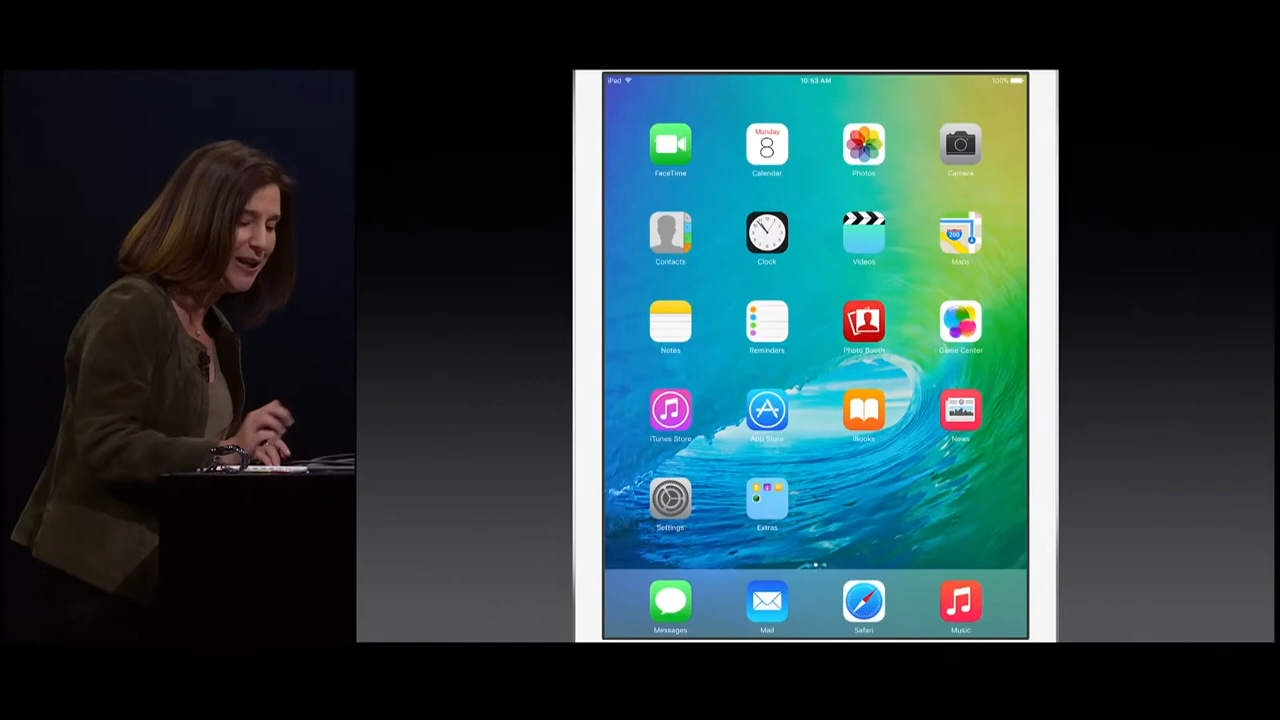 iPad 10:53 AM 100%
Monday
8
FaceTime Calendar Photos Camera
280
Contacts Clock Videos Maps
Notes Reminders Photo Booth Game Center
iTunes Store App Store iBooks News
Settings Extras
Messages Mail Safari Music